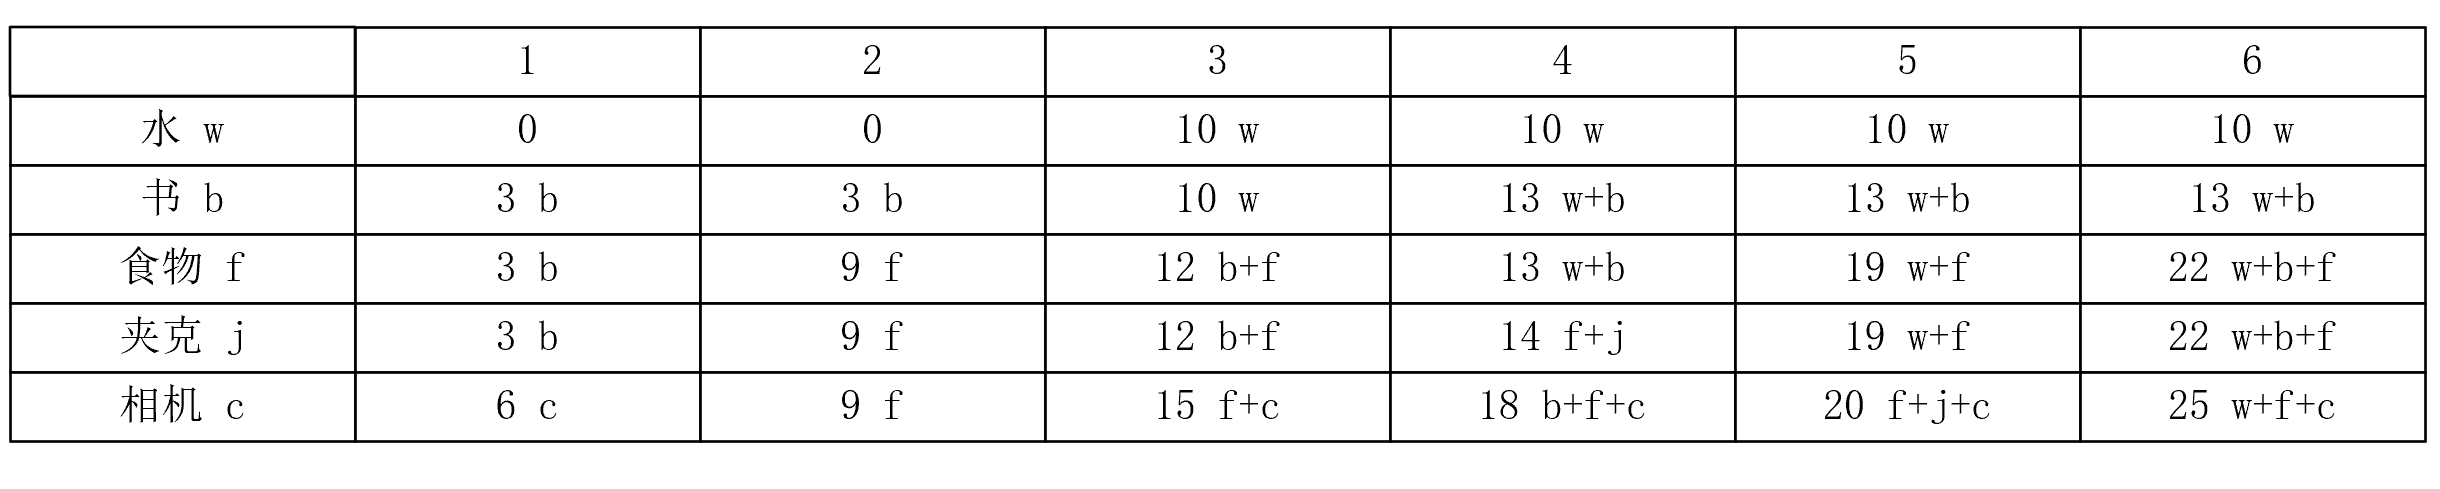 1 2 3 4 5 6
水 w 0 0 10 w 10 w 10 w 10 w
书 b 3 b 3 b 10 w 13 w+b 13 w+b 13 w+b
食物 f 3 b 9 f 12 b+f 13 w+b 19 w+f 22 w+b+f
夹克 j 3 b 9 f 12 b+f 14 f+j 19 w+f 22 w+b+f
相机 c 6 c 9 f 15 f+c 18 b+f+c 20 f+j+c 25 w+f+c